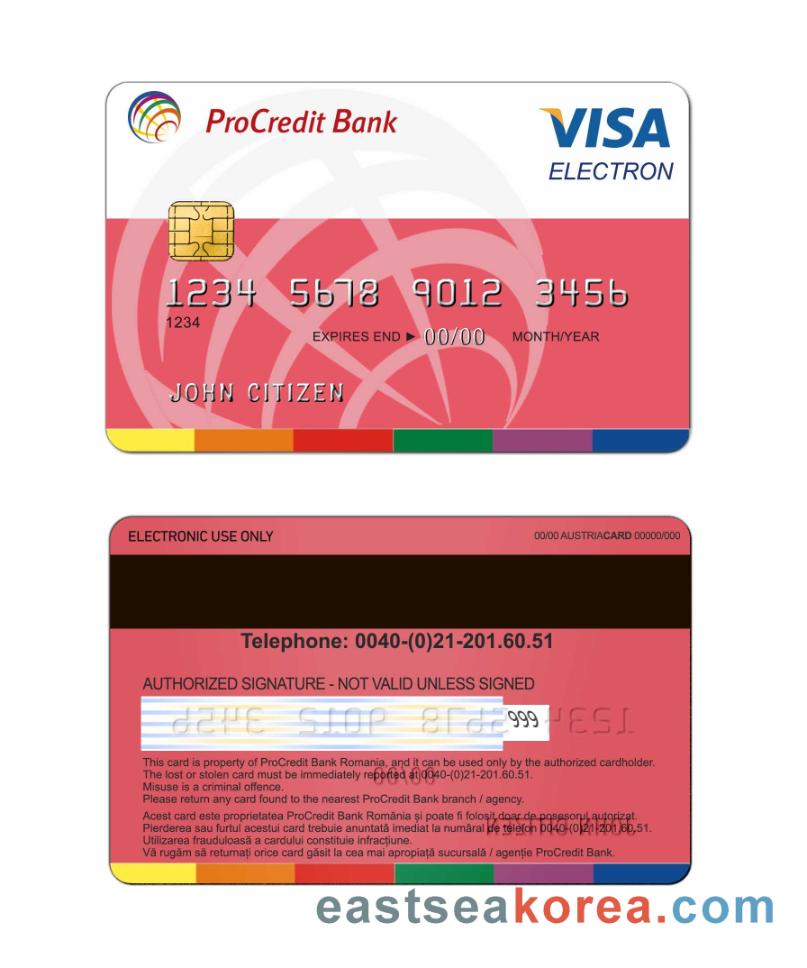 ProCredit Bank
VISA
ELECTRON
1234 5678 9012 3456
1234
EXPIRES END ► 00/00 MONTH/YEAR
JOHN CITIZEN
ELECTRONIC USE ONLY
00/00 AUSTRIACARD 00000/000
Telephone: 0040-(0)21-201.60.51
AUTHORIZED SIGNATURE - NOT VALID UNLESS SIGNED
999
This card is property of ProCredit Bank Romania, and it can be used only by the authorized cardholder.
The lost or stolen card must be immediately reported at 0040-(0)21-201.60.51.
Misuse is a criminal offence.
Please return any card found to the nearest ProCredit Bank branch / agency.
Acest card este proprietatea ProCredit Bank România și poate fi folosit doar de posesorul autorizat.
Pierderea sau furtul acestui card trebuie anuntată imediat la numărul de telefon 0040-(0)21-201.60.51.
Utilizarea frauduloasă a cardului constituie infracțiune.
Vă rugăm să returnați orice card găsit la cea mai apropiată sucursală / agenție ProCredit Bank.
eastseakorea.com